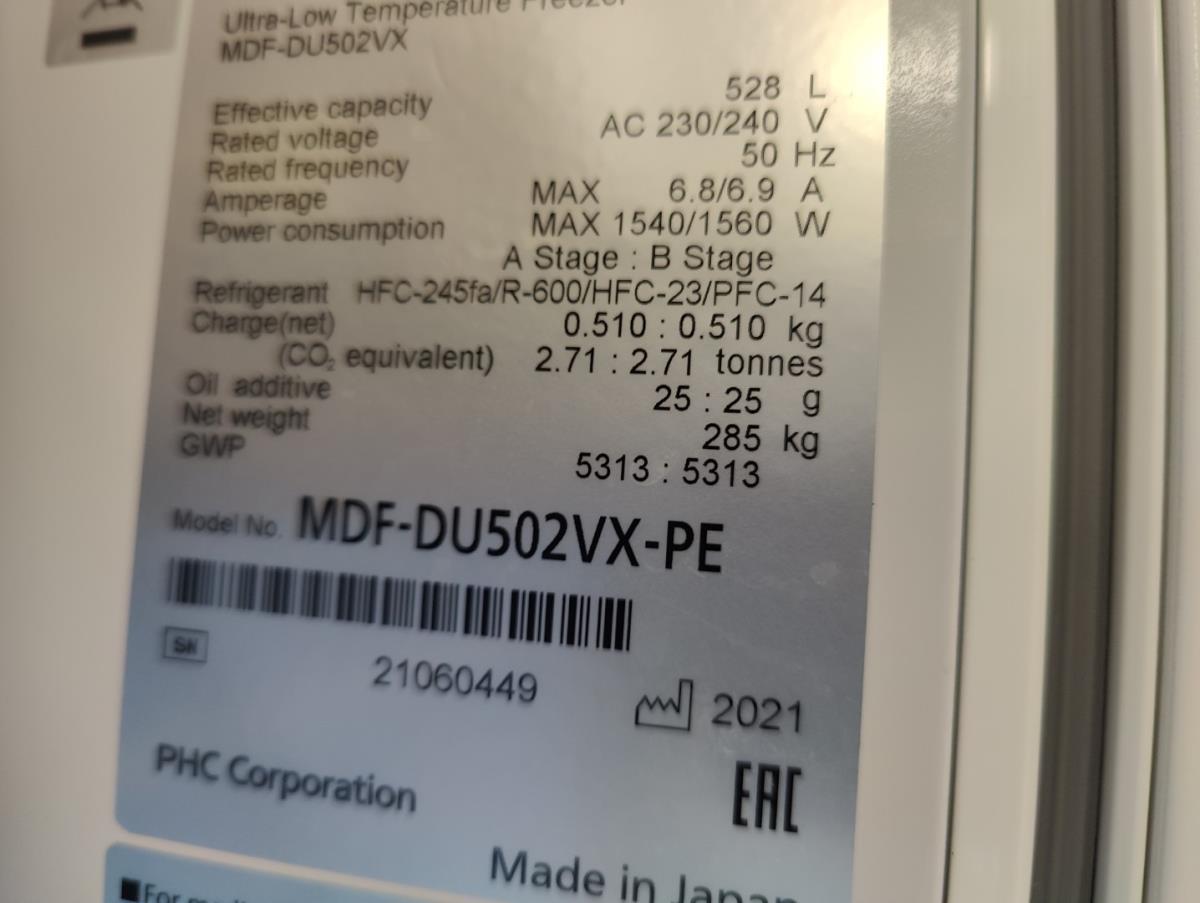 Ultra-Low Temperature Freezer
MDF-DU502VX
Effective capacity 528 L
Rated voltage AC 230/240 V
Rated frequency 50 Hz
Amperage MAX 6.8/6.9 A
Power consumption MAX 1540/1560 W
A Stage : B Stage
Refrigerant HFC-245fa/R-600/HFC-23/PFC-14
Charge(net) 0.510 : 0.510 kg
(CO₂ equivalent) 2.71 : 2.71 tonnes
Oil additive 25 : 25 g
Net weight 285 kg
GWP 5313 : 5313
Model No. MDF-DU502VX-PE
SN
21060449
2021
PHC Corporation
EAC
Made in Japan
■For